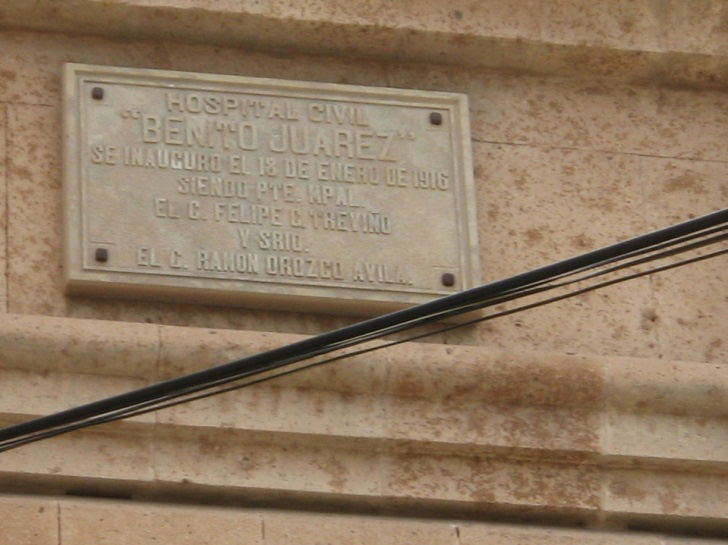 HOSPITAL CIVIL
"BENITO JUAREZ"
SE INAUGURO EL 18 DE ENERO DE 1916
SIENDO PTE. MPAL.
EL C. FELIPE G. TREVIÑO
Y SRIO.
EL C. RAMON OROZCO AVILA.